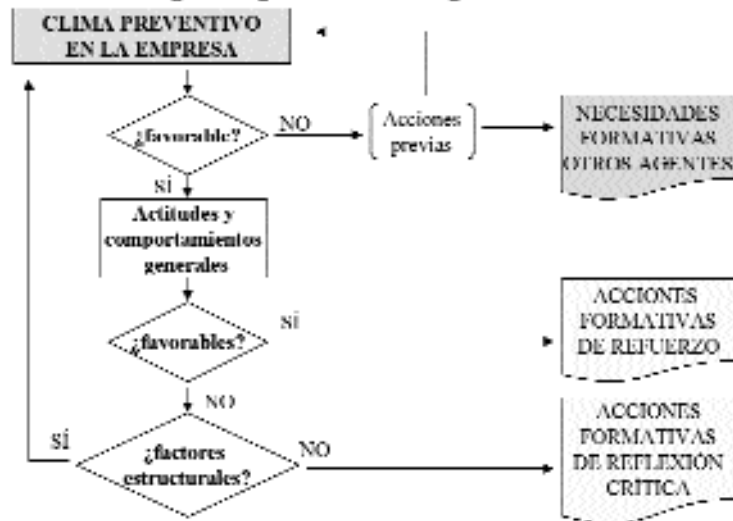 CLIMA PREVENTIVO
EN LA EMPRESA
¿favorable?
NO
Acciones
previas
NECESIDADES
FORMATIVAS
OTROS AGENTES
SÍ
Actitudes y
comportamientos
generales
¿favorables?
SÍ
ACCIONES
FORMATIVAS
DE REFUERZO
NO
¿factores
estructurales?
SÍ
NO
ACCIONES
FORMATIVAS
DE REFLEXIÓN
CRÍTICA